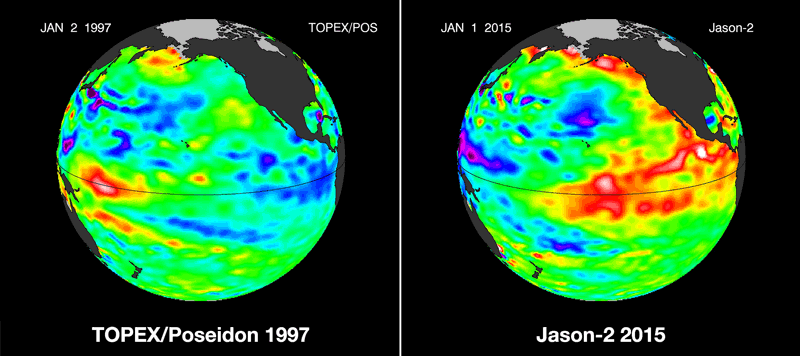 JAN 2 1997
TOPEX/POS
JAN 1 2015
Jason-2
TOPEX/Poseidon 1997
Jason-2 2015